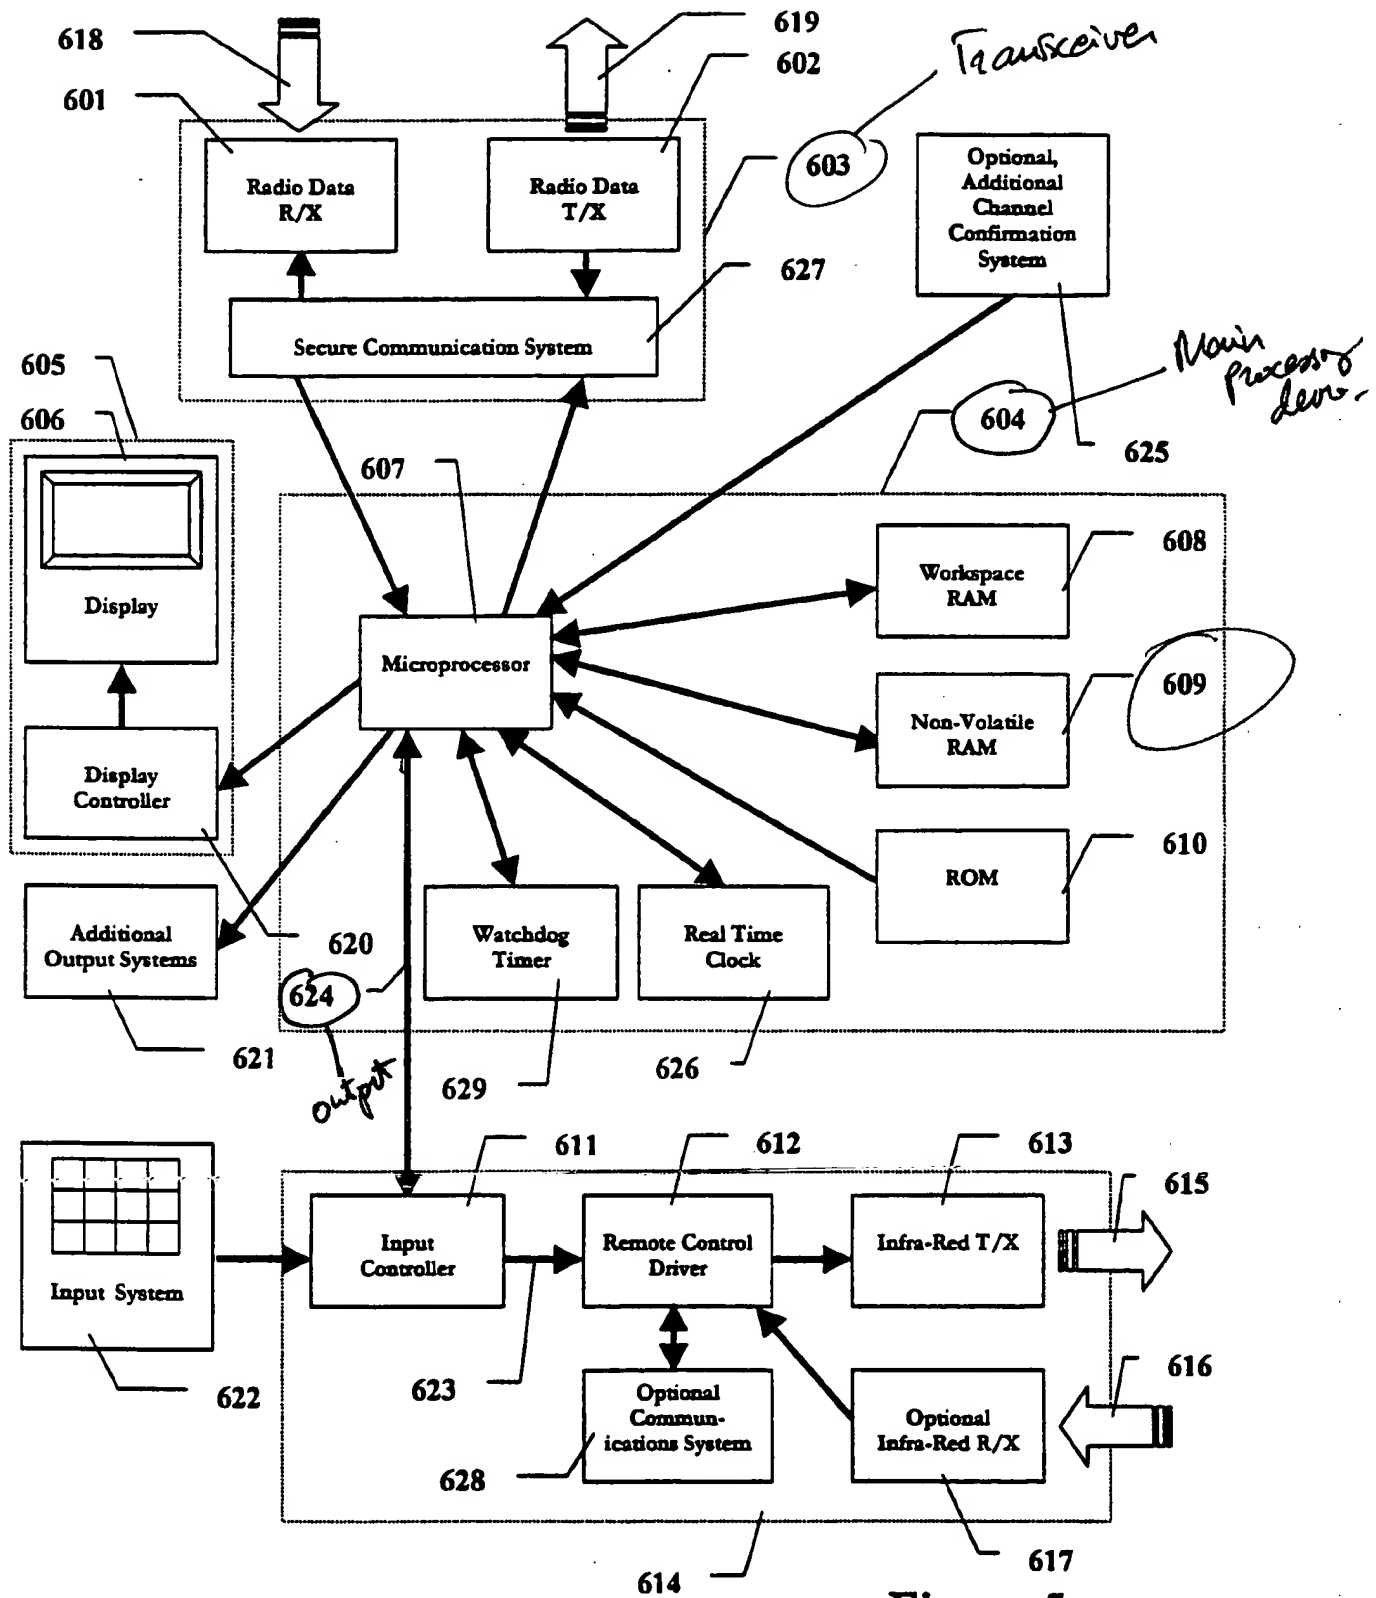 618
619
Transceiver
601
602
603
Radio Data
R/X
Radio Data
T/X
Optional,
Additional
Channel
Confirmation
System
627
Secure Communication System
605
606
604
Main
processing
625
607
608
Workspace
RAM
Display
Microprocessor
609
Non-Volatile
RAM
Display
Controller
610
ROM
Additional
Output Systems
620
Watchdog
Timer
Real Time
Clock
624
621
output
629
626
611
612
613
615
Input
Controller
Remote Control
Driver
Infra-Red T/X
Input System
622
623
616
Optional
Commun-
ications System
Optional
Infra-Red R/X
628
617
614